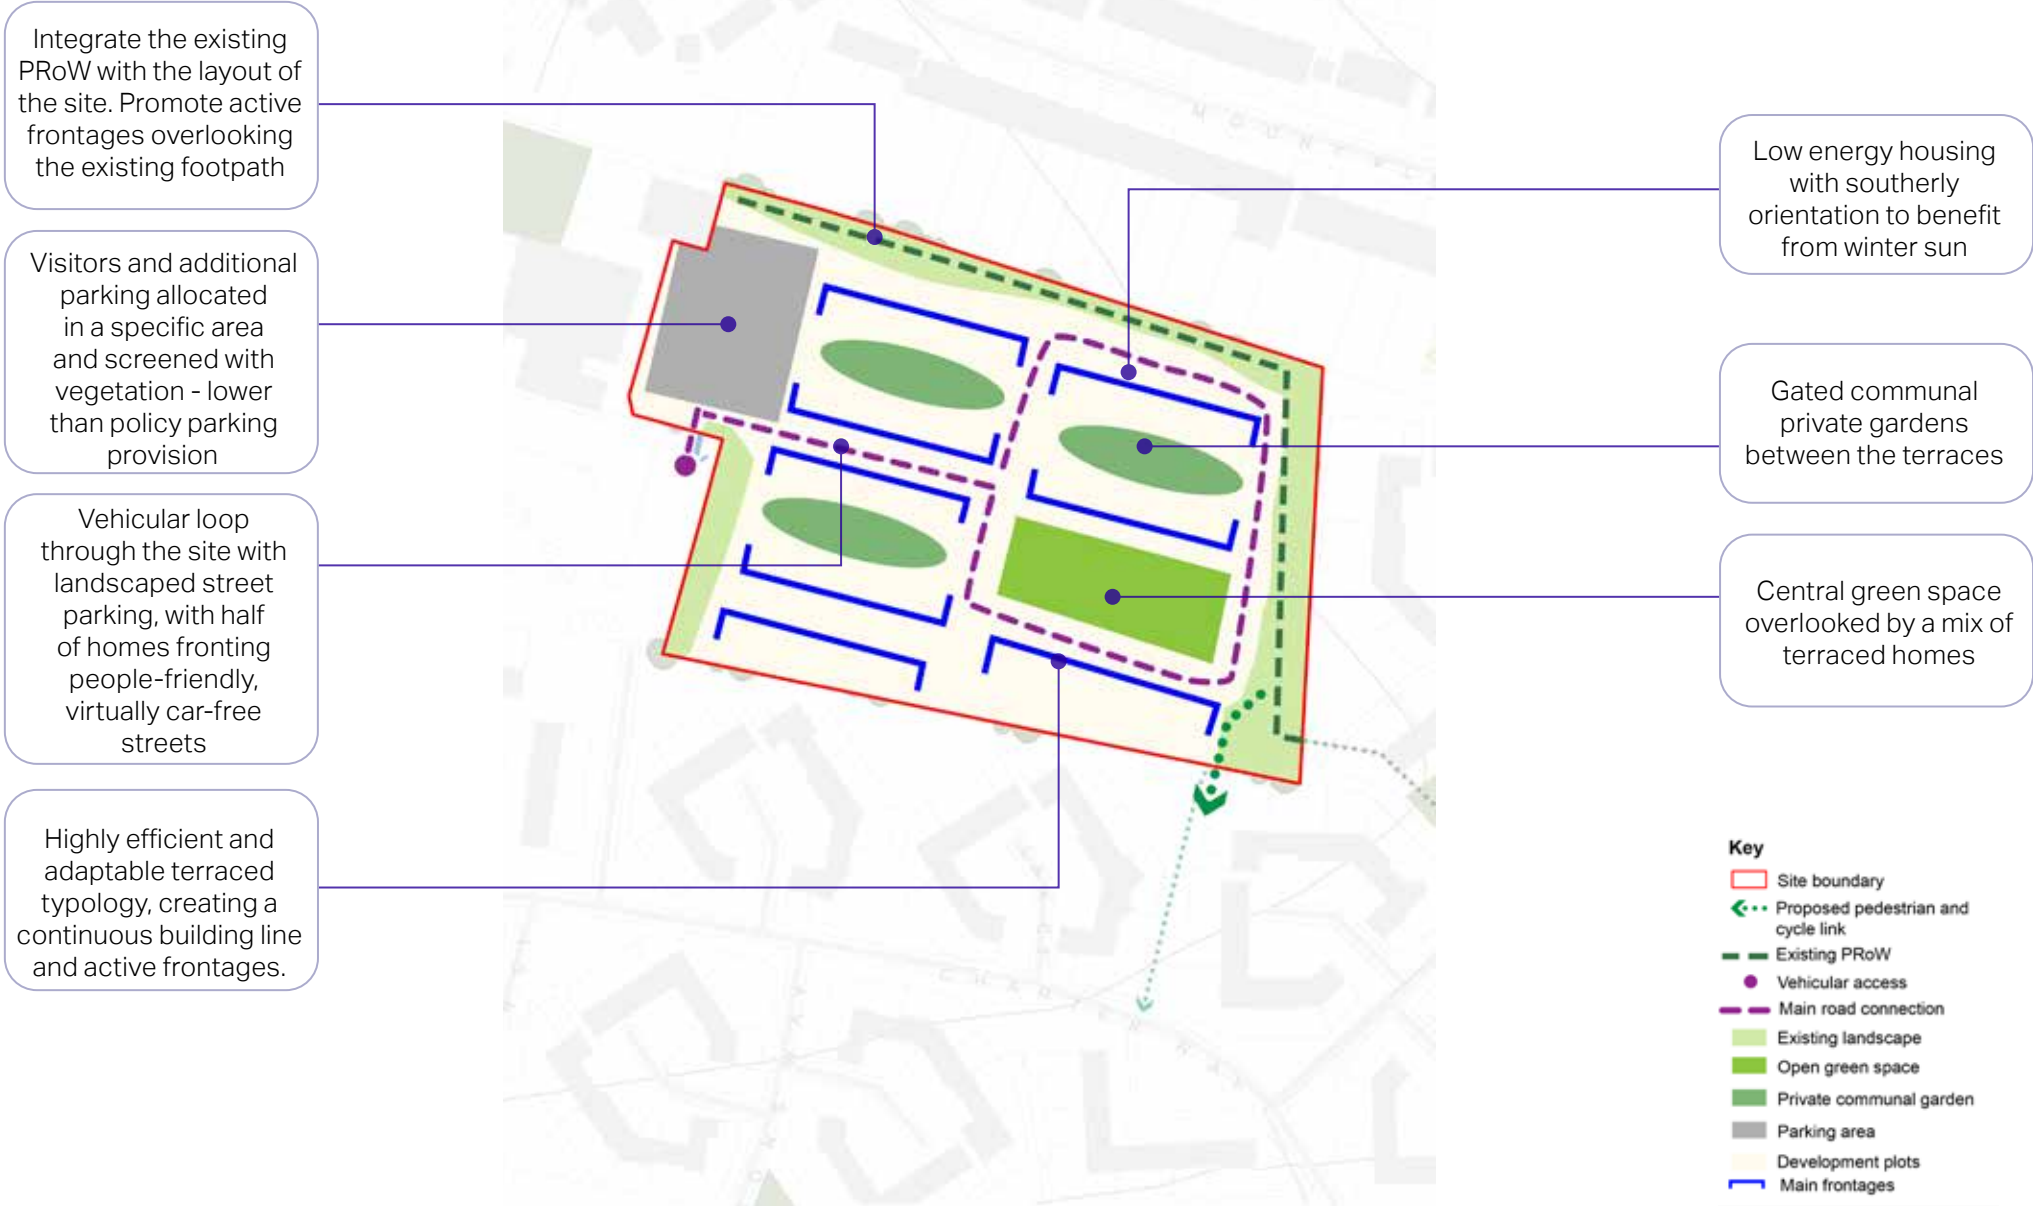 Integrate the existing
PRoW with the layout of
the site. Promote active
frontages overlooking
the existing footpath
Visitors and additional
parking allocated
in a specific area
and screened with
vegetation - lower
than policy parking
provision
Vehicular loop
through the site with
landscaped street
parking, with half
of homes fronting
people-friendly,
virtually car-free
streets
Highly efficient and
adaptable terraced
typology, creating a
continuous building line
and active frontages.
Low energy housing
with southerly
orientation to benefit
from winter sun
Gated communal
private gardens
between the terraces
Central green space
overlooked by a mix of
terraced homes
Key
Site boundary
Proposed pedestrian and
cycle link
Existing PRoW
Vehicular access
Main road connection
Existing landscape
Open green space
Private communal garden
Parking area
Development plots
Main frontages